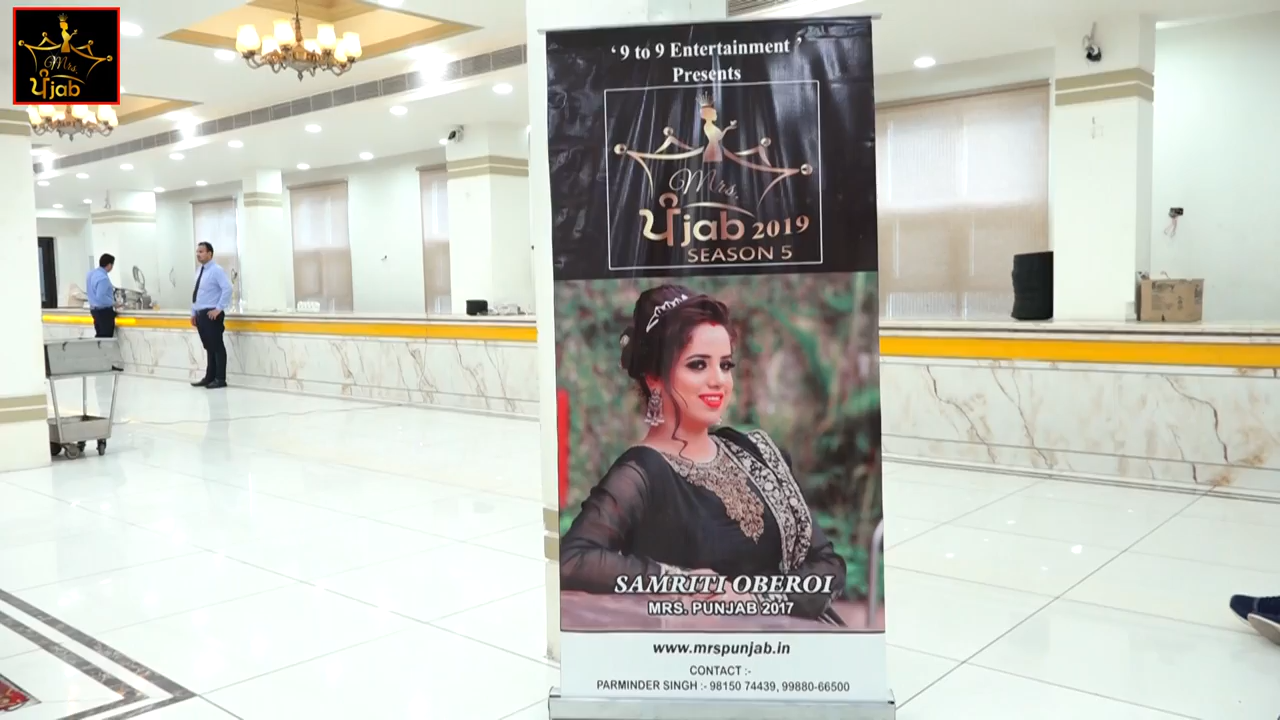 Mrs.
ਪੰjab
‘ 9 to 9 Entertainment ’
Presents
Mrs.
ਪੰjab 2019
SEASON 5
SAMRITI OBEROI
MRS. PUNJAB 2017
www.mrspunjab.in
CONTACT :-
PARMINDER SINGH :- 98150 74439, 99880-66500